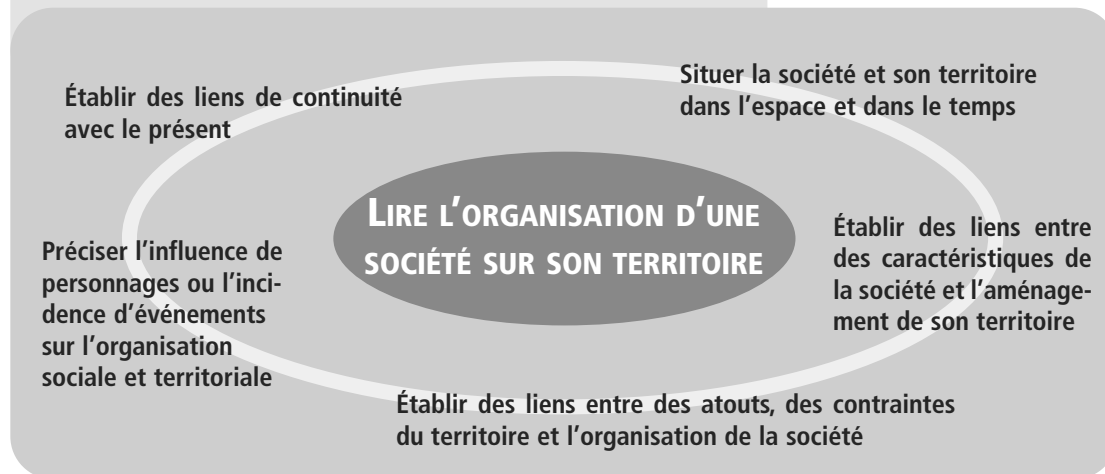 Établir des liens de continuité
avec le présent
Situer la société et son territoire
dans l'espace et dans le temps
LIRE L'ORGANISATION D'UNE
SOCIÉTÉ SUR SON TERRITOIRE
Établir des liens entre
des caractéristiques de
la société et l'aménage-
ment de son territoire
Préciser l'influence de
personnages ou l'inci-
dence d'événements
sur l'organisation
sociale et territoriale
Établir des liens entre des atouts, des contraintes
du territoire et l'organisation de la société